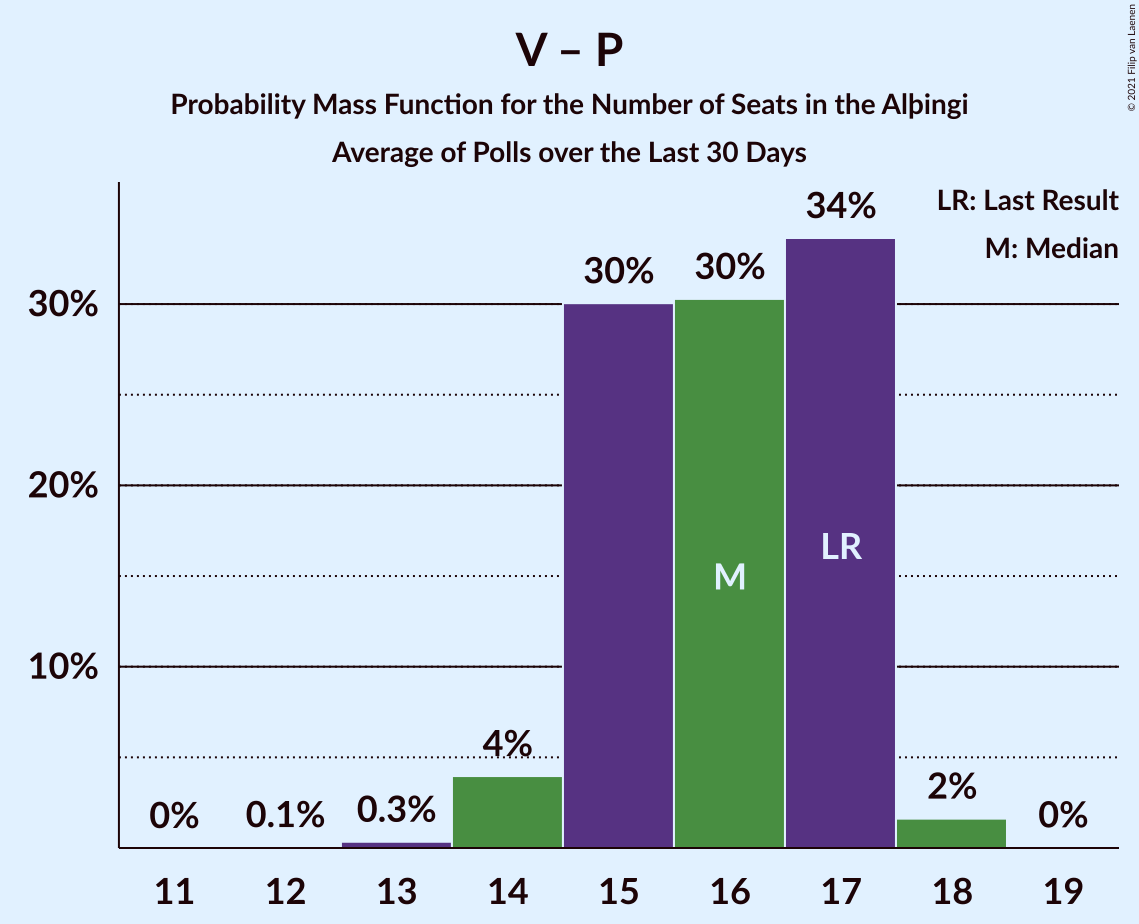 V – P
Probability Mass Function for the Number of Seats in the Alþingi
Average of Polls over the Last 30 Days
© 2021 Filip van Laenen
LR: Last Result
M: Median
34%
30%
30%
30%
20%
10%
LR
M
4%
0%
0.1%
0.3%
2%
0%
11 12 13 14 15 16 17 18 19